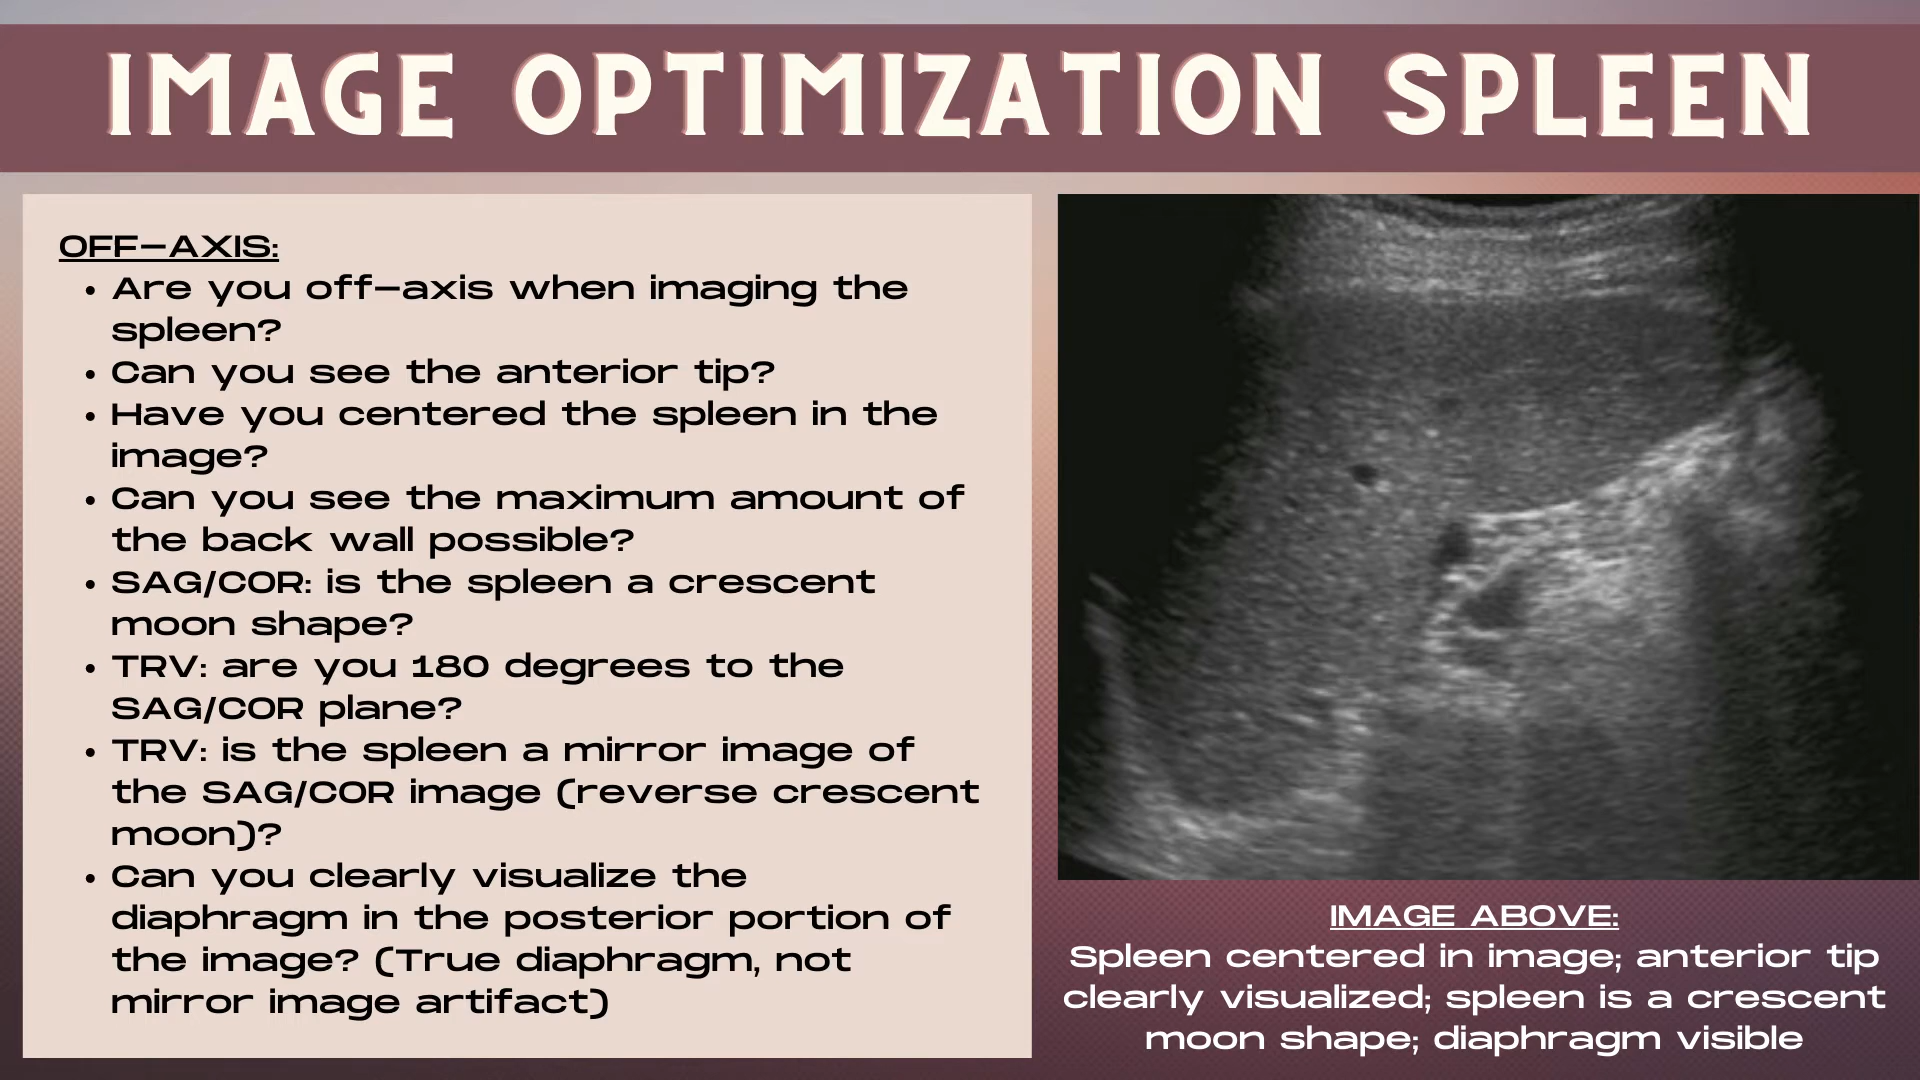 IMAGE OPTIMIZATION SPLEEN
OFF-AXIS:
• Are you off-axis when imaging the
spleen?
• Can you see the anterior tip?
• Have you centered the spleen in the
image?
• Can you see the maximum amount of
the back wall possible?
• SAG/COR: is the spleen a crescent
moon shape?
• TRV: are you 180 degrees to the
SAG/COR plane?
• TRV: is the spleen a mirror image of
the SAG/COR image (reverse crescent
moon)?
• Can you clearly visualize the
diaphragm in the posterior portion of
the image? (True diaphragm, not
mirror image artifact)
IMAGE ABOVE:
Spleen centered in image; anterior tip
clearly visualized; spleen is a crescent
moon shape; diaphragm visible